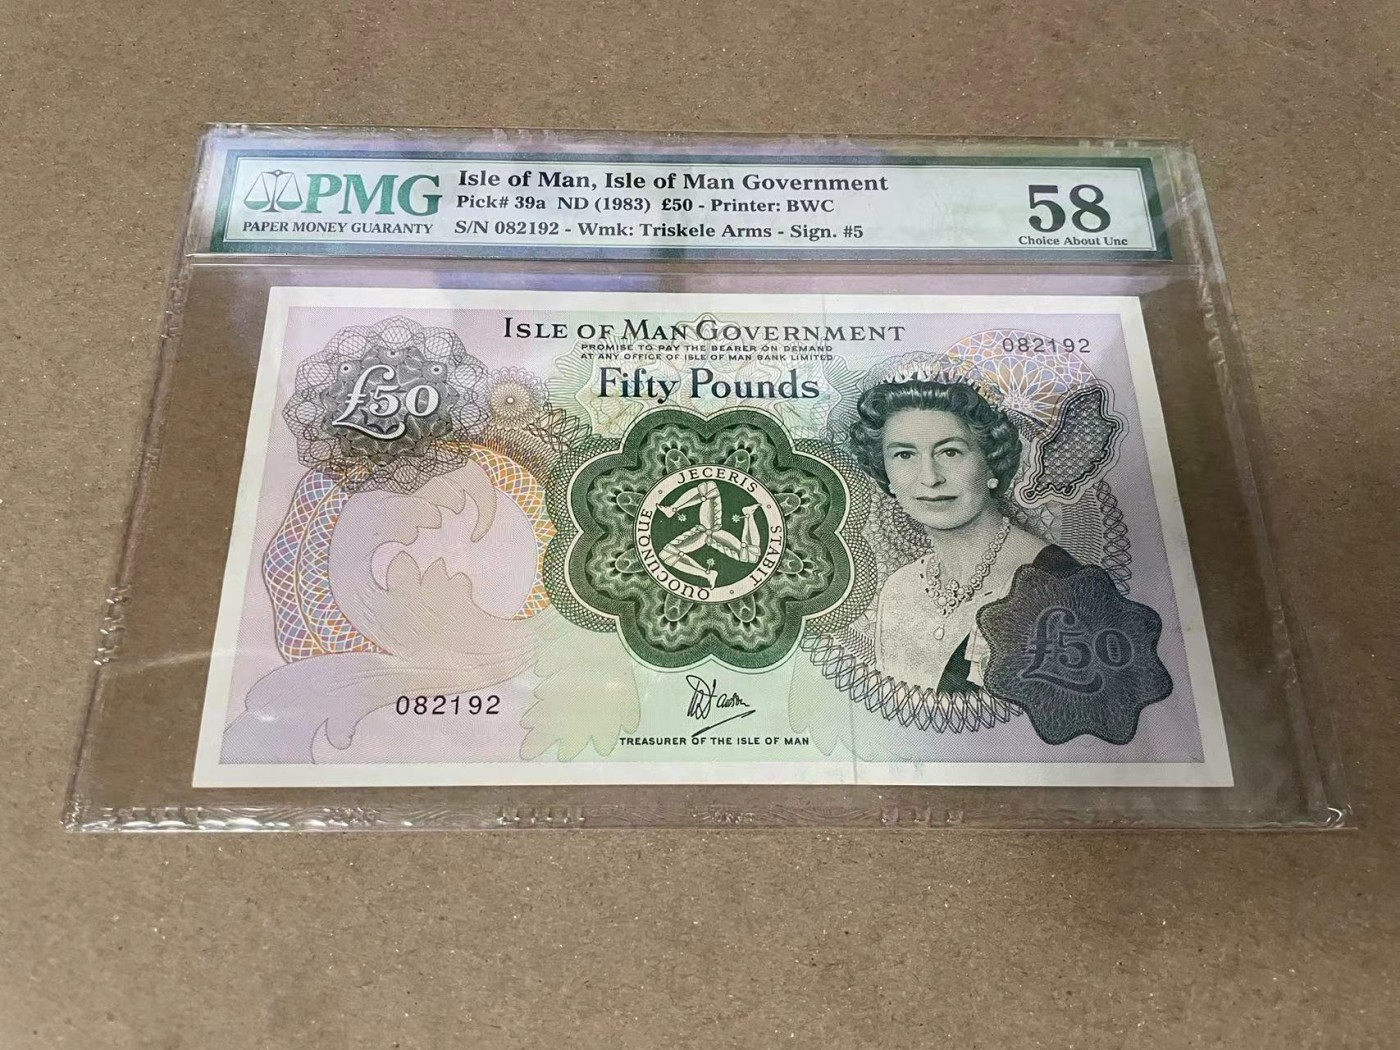 PMG
PAPER MONEY GUARANTY
Isle of Man, Isle of Man Government
Pick# 39a ND (1983) £50 - Printer: BWC
S/N 082192 - Wmk: Triskele Arms - Sign. #5
58
Choice About Unc
ISLE OF MAN GOVERNMENT
PROMISE TO PAY THE BEARER ON DEMAND
AT ANY OFFICE OF ISLE OF MAN BANK LIMITED
Fifty Pounds
£50
082192
QUOCUNQUE JECERIS STABIT
£50
082192
TREASURER OF THE ISLE OF MAN